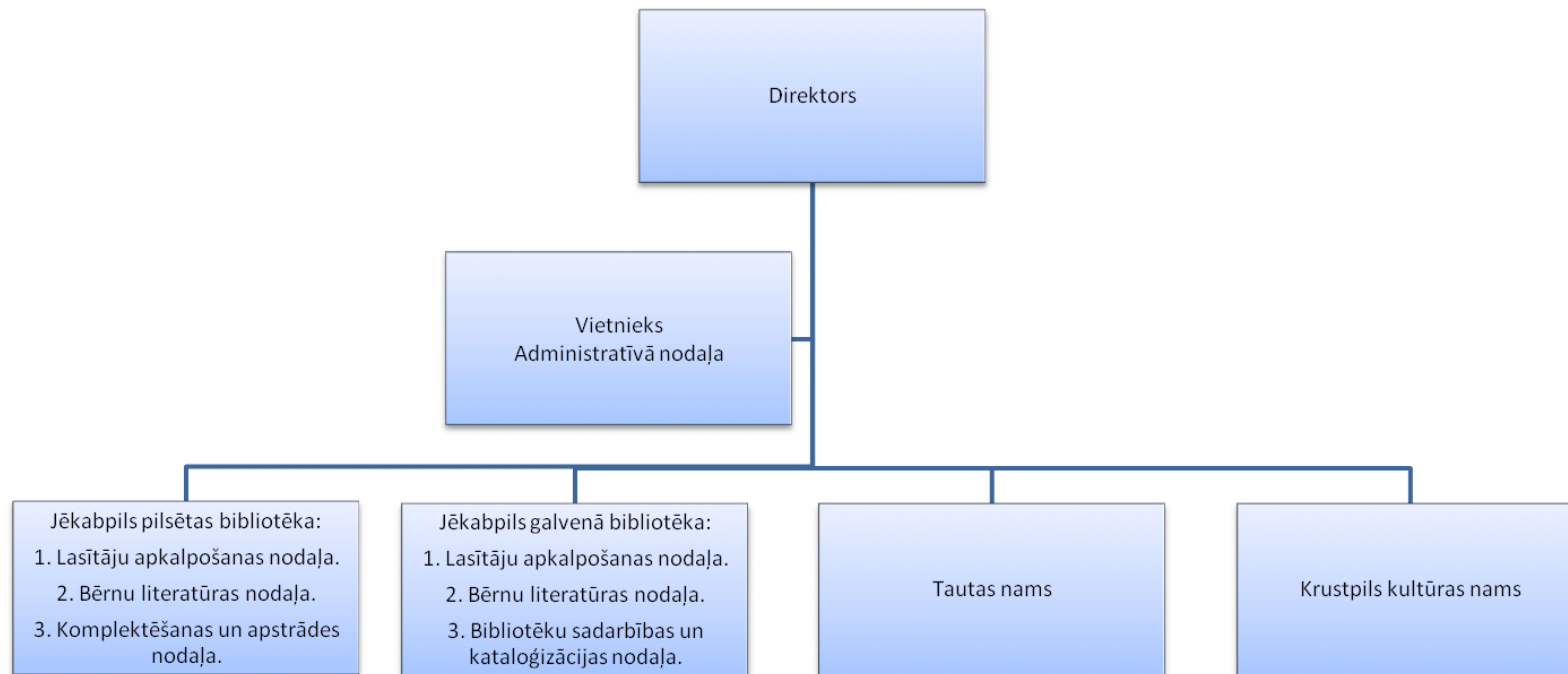 Direktors
Vietnieks
Administratīvā nodaļa
Jēkabpils pilsētas bibliotēka:
1. Lasītāju apkalpošanas nodaļa.
2. Bērnu literatūras nodaļa.
3. Komplektēšanas un apstrādes
nodaļa.
Jēkabpils galvenā bibliotēka:
1. Lasītāju apkalpošanas nodaļa.
2. Bērnu literatūras nodaļa.
3. Bibliotēku sadarbības un
kataloģizācijas nodaļa.
Tautas nams
Krustpils kultūras nams